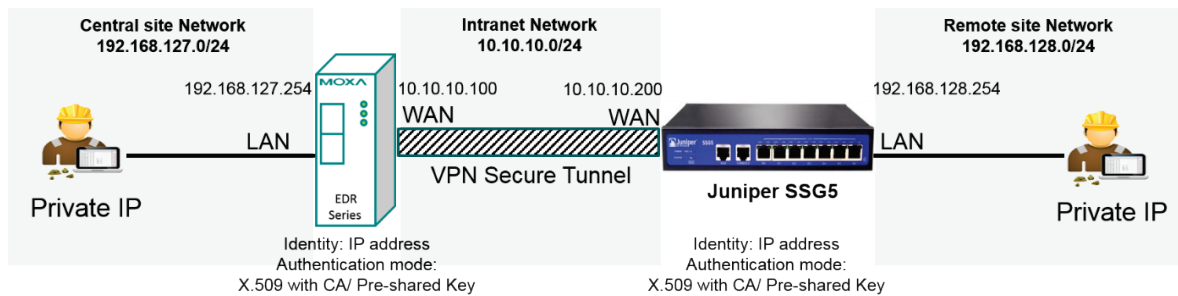 Central site Network
192.168.127.0/24
Intranet Network
10.10.10.0/24
Remote site Network
192.168.128.0/24
192.168.127.254
MOXA
10.10.10.100
10.10.10.200
192.168.128.254
WAN
WAN
LAN
LAN
Juniper
SSG5
VPN Secure Tunnel
Private IP
EDR
Series
Juniper SSG5
Private IP
Identity: IP address
Authentication mode:
X.509 with CA/ Pre-shared Key
Identity: IP address
Authentication mode:
X.509 with CA/ Pre-shared Key